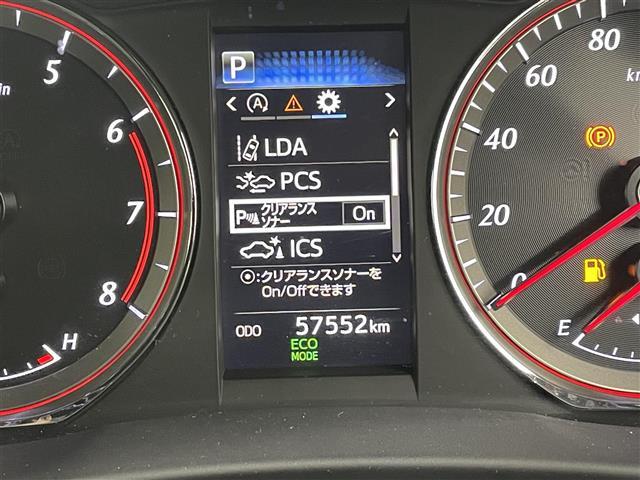 P
5
in
6
7
8
H
< A >
LDA
PCS
P クリアランス
ソナー On
ICS
⦿:クリアランスソナーを
On/Offできます
ODO 57552km
ECO
MODE
80
60
40
20
0
km
P
E